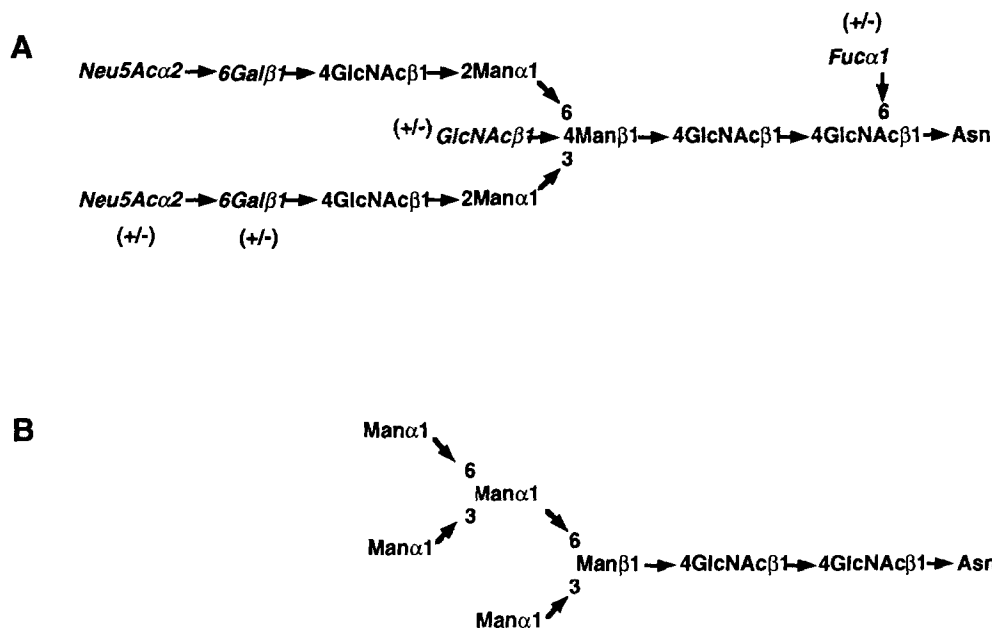 (+/-)
A
Fucα1
Neu5Acα2 → 6Galβ1 → 4GlcNAcβ1 → 2Manα1
6 6
(+/-) GlcNAcβ1 → 4Manβ1 → 4GlcNAcβ1 → 4GlcNAcβ1 → Asn
3
Neu5Acα2 → 6Galβ1 → 4GlcNAcβ1 → 2Manα1
(+/-) (+/-)
B
Manα1
6
Manα1
3
Manα1
6
Manβ1 → 4GlcNAcβ1 → 4GlcNAcβ1 → Asn
3
Manα1